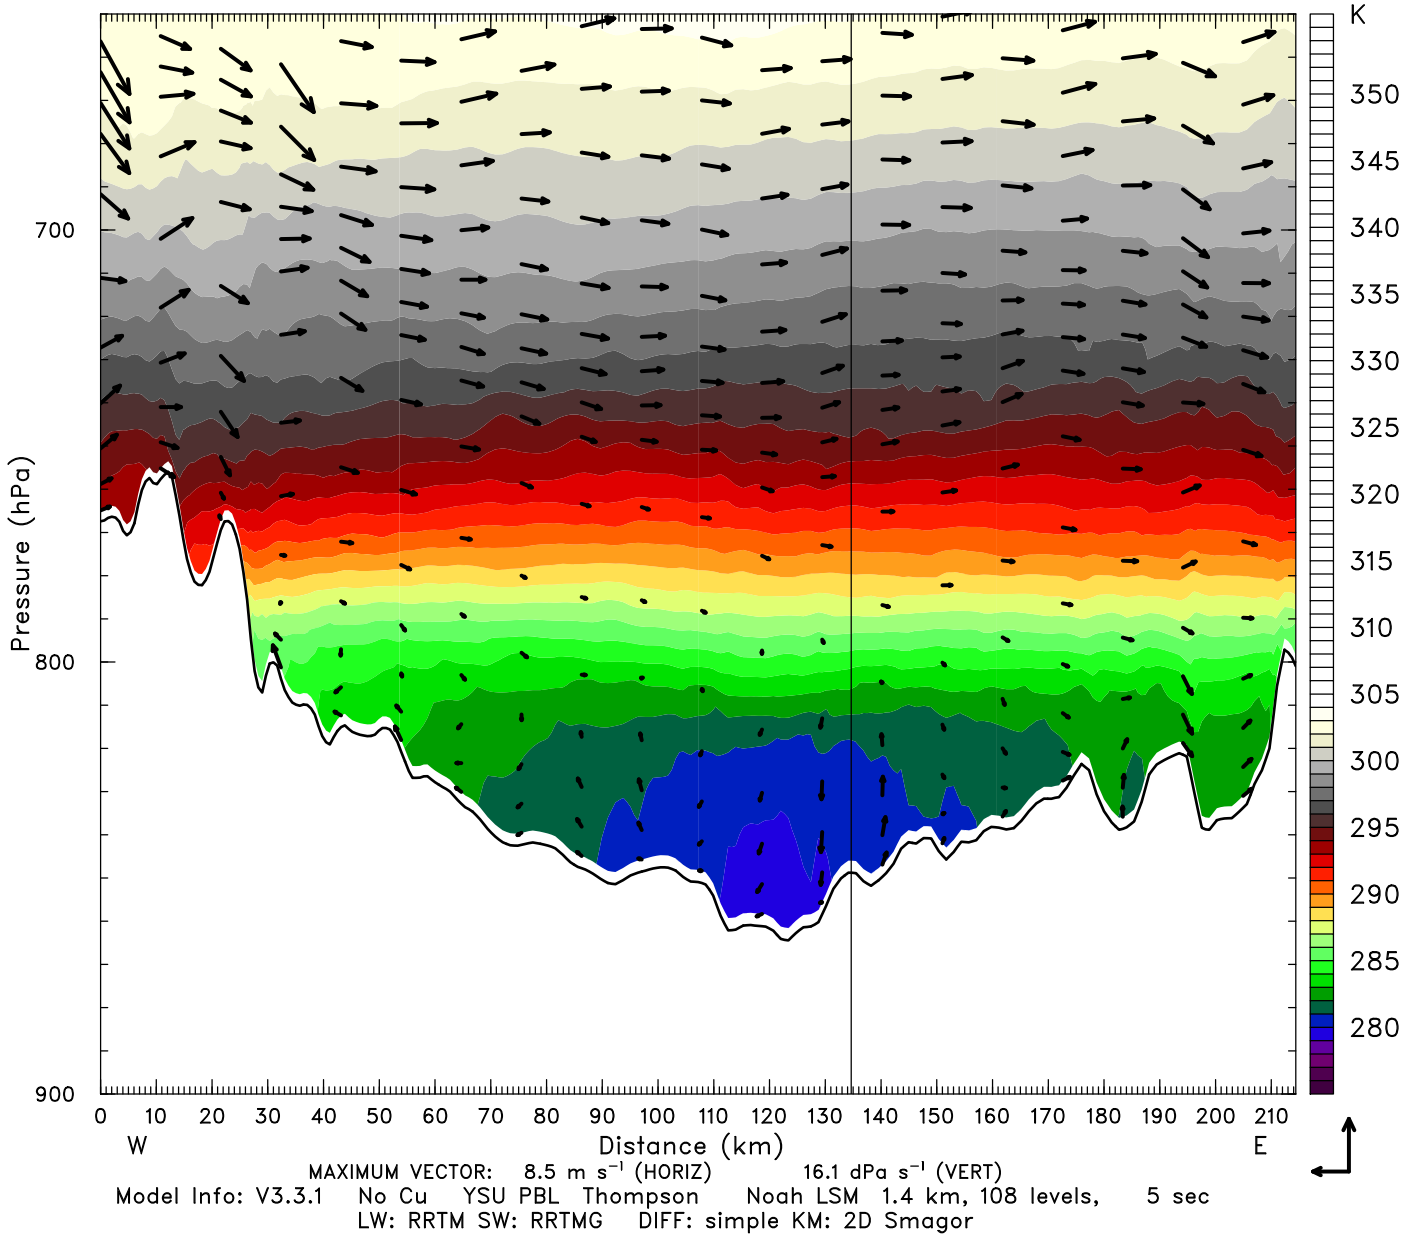 K
350
345
340
335
330
325
320
315
310
305
300
295
290
285
280
Pressure (hPa)
700
800
900
0 10 20 30 40 50 60 70 80 90 100 110 120 130 140 150 160 170 180 190 200 210
W Distance (km) E
MAXIMUM VECTOR: 8.5 m s⁻¹ (HORIZ) 16.1 dPa s⁻¹ (VERT)
Model Info: V3.3.1 No Cu YSU PBL Thompson Noah LSM 1.4 km, 108 levels, 5 sec
LW: RRTM SW: RRTMG DIFF: simple KM: 2D Smagor